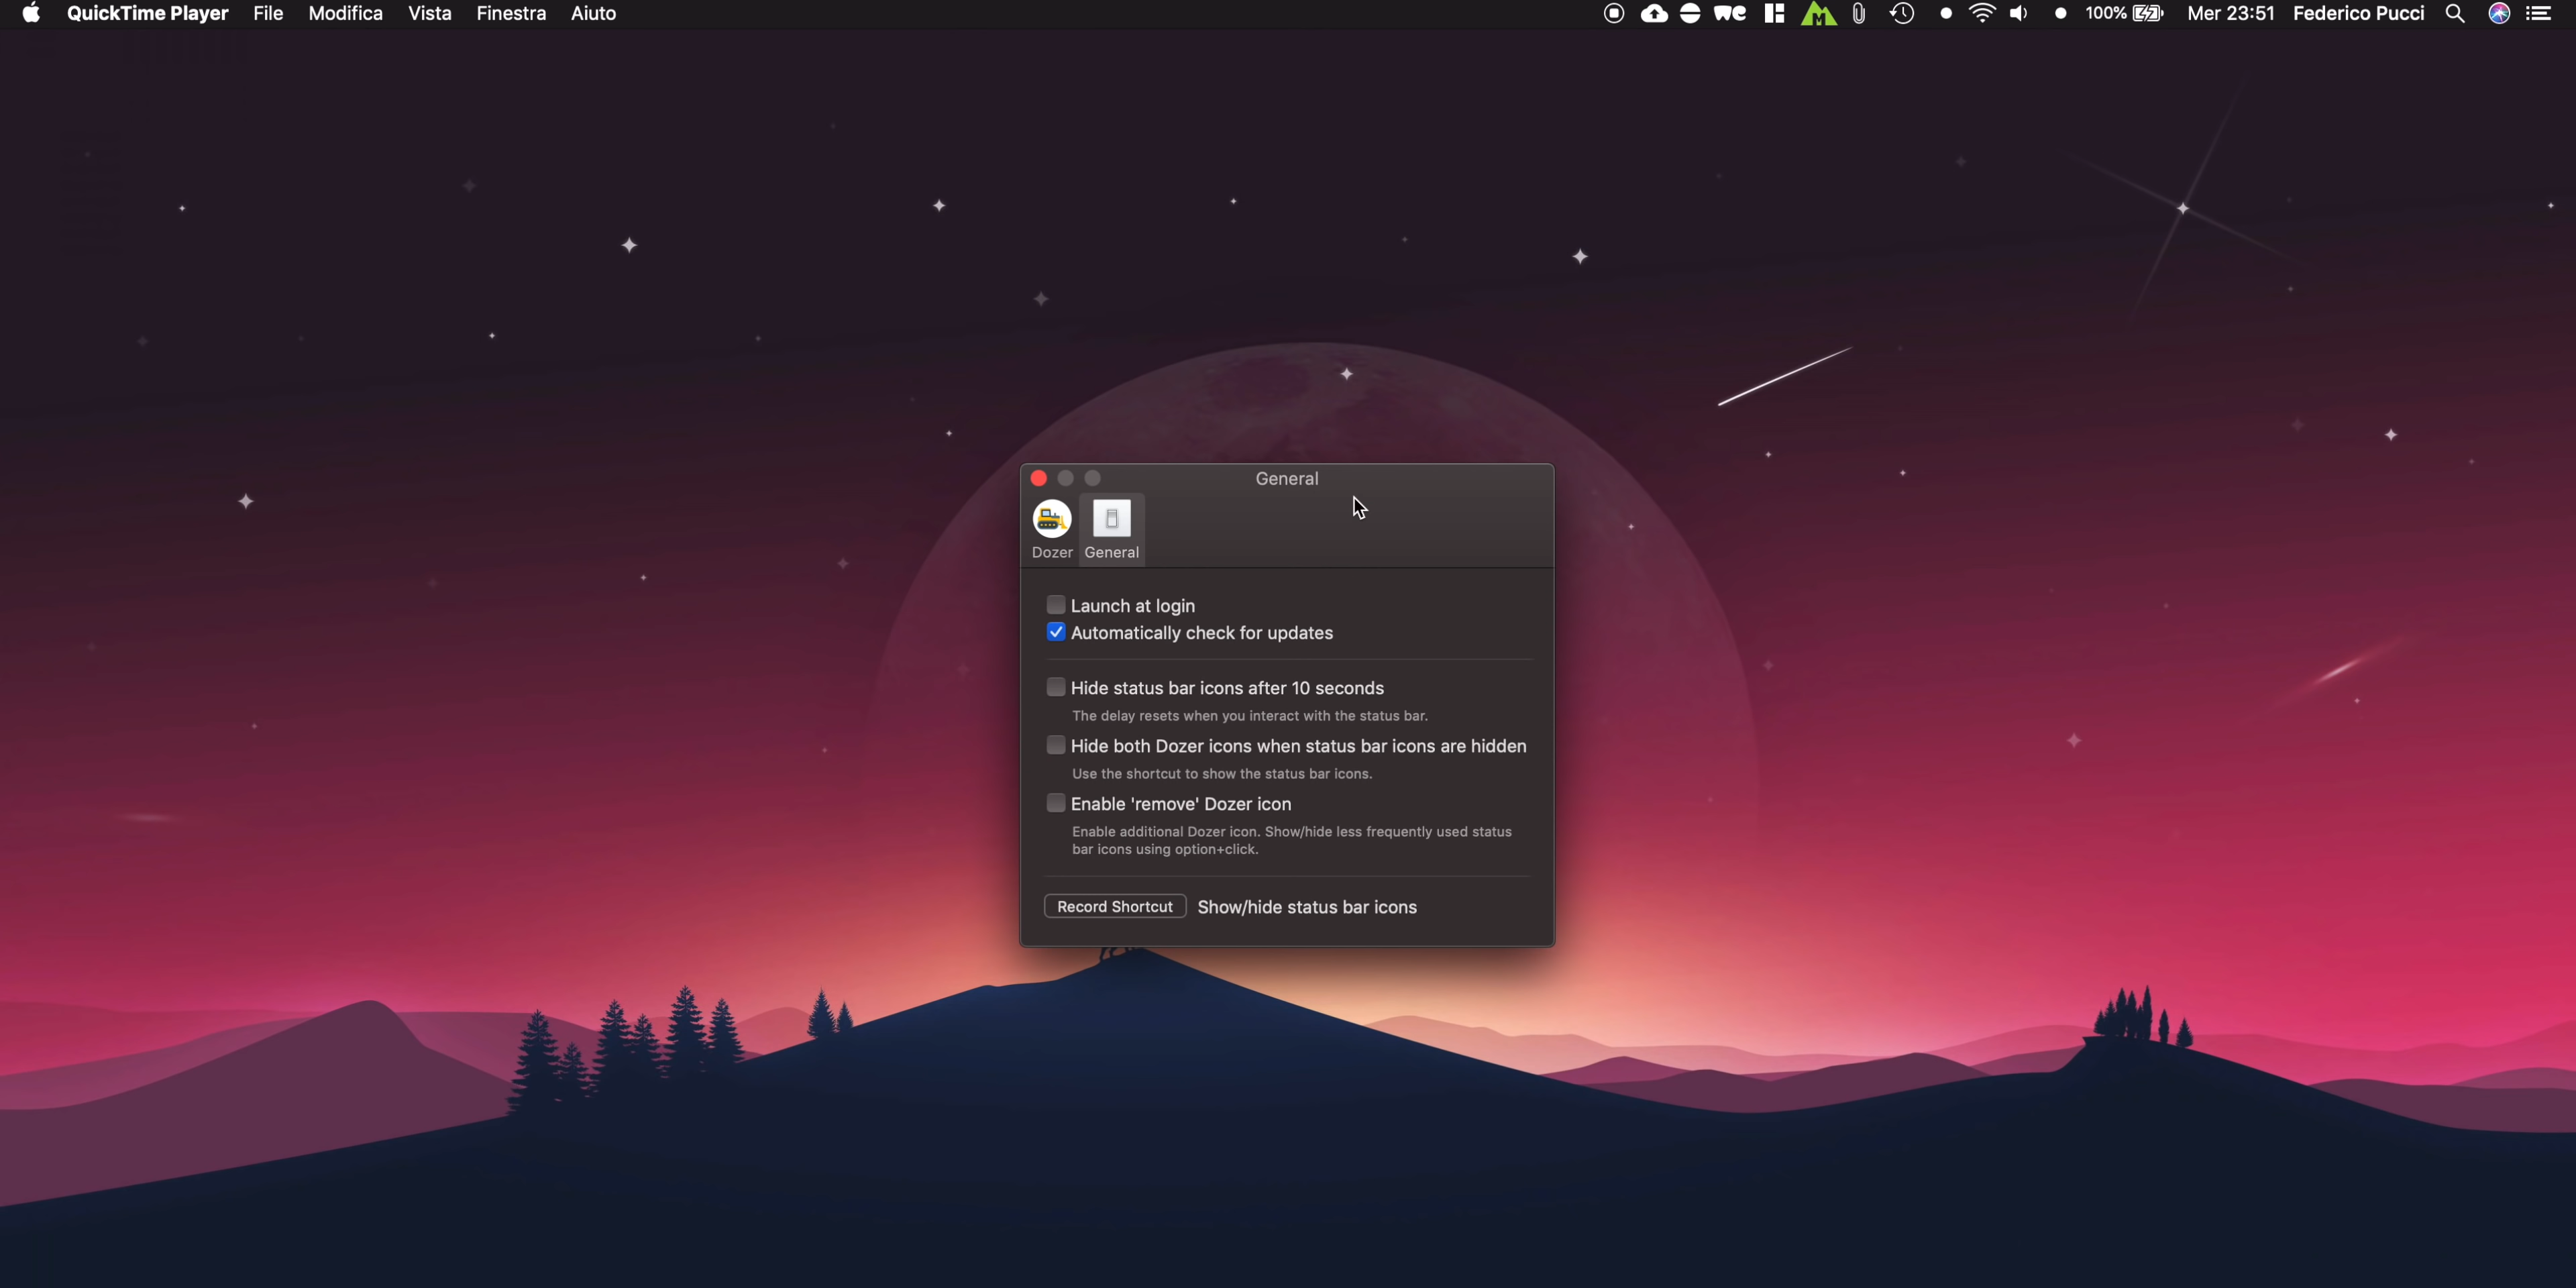 QuickTime Player File Modifica Vista Finestra Aiuto 100% Mer 23:51 Federico Pucci
General
Dozer General
Launch at login
Automatically check for updates
Hide status bar icons after 10 seconds
The delay resets when you interact with the status bar.
Hide both Dozer icons when status bar icons are hidden
Use the shortcut to show the status bar icons.
Enable 'remove' Dozer icon
Enable additional Dozer icon. Show/hide less frequently used status
bar icons using option+click.
Record Shortcut Show/hide status bar icons